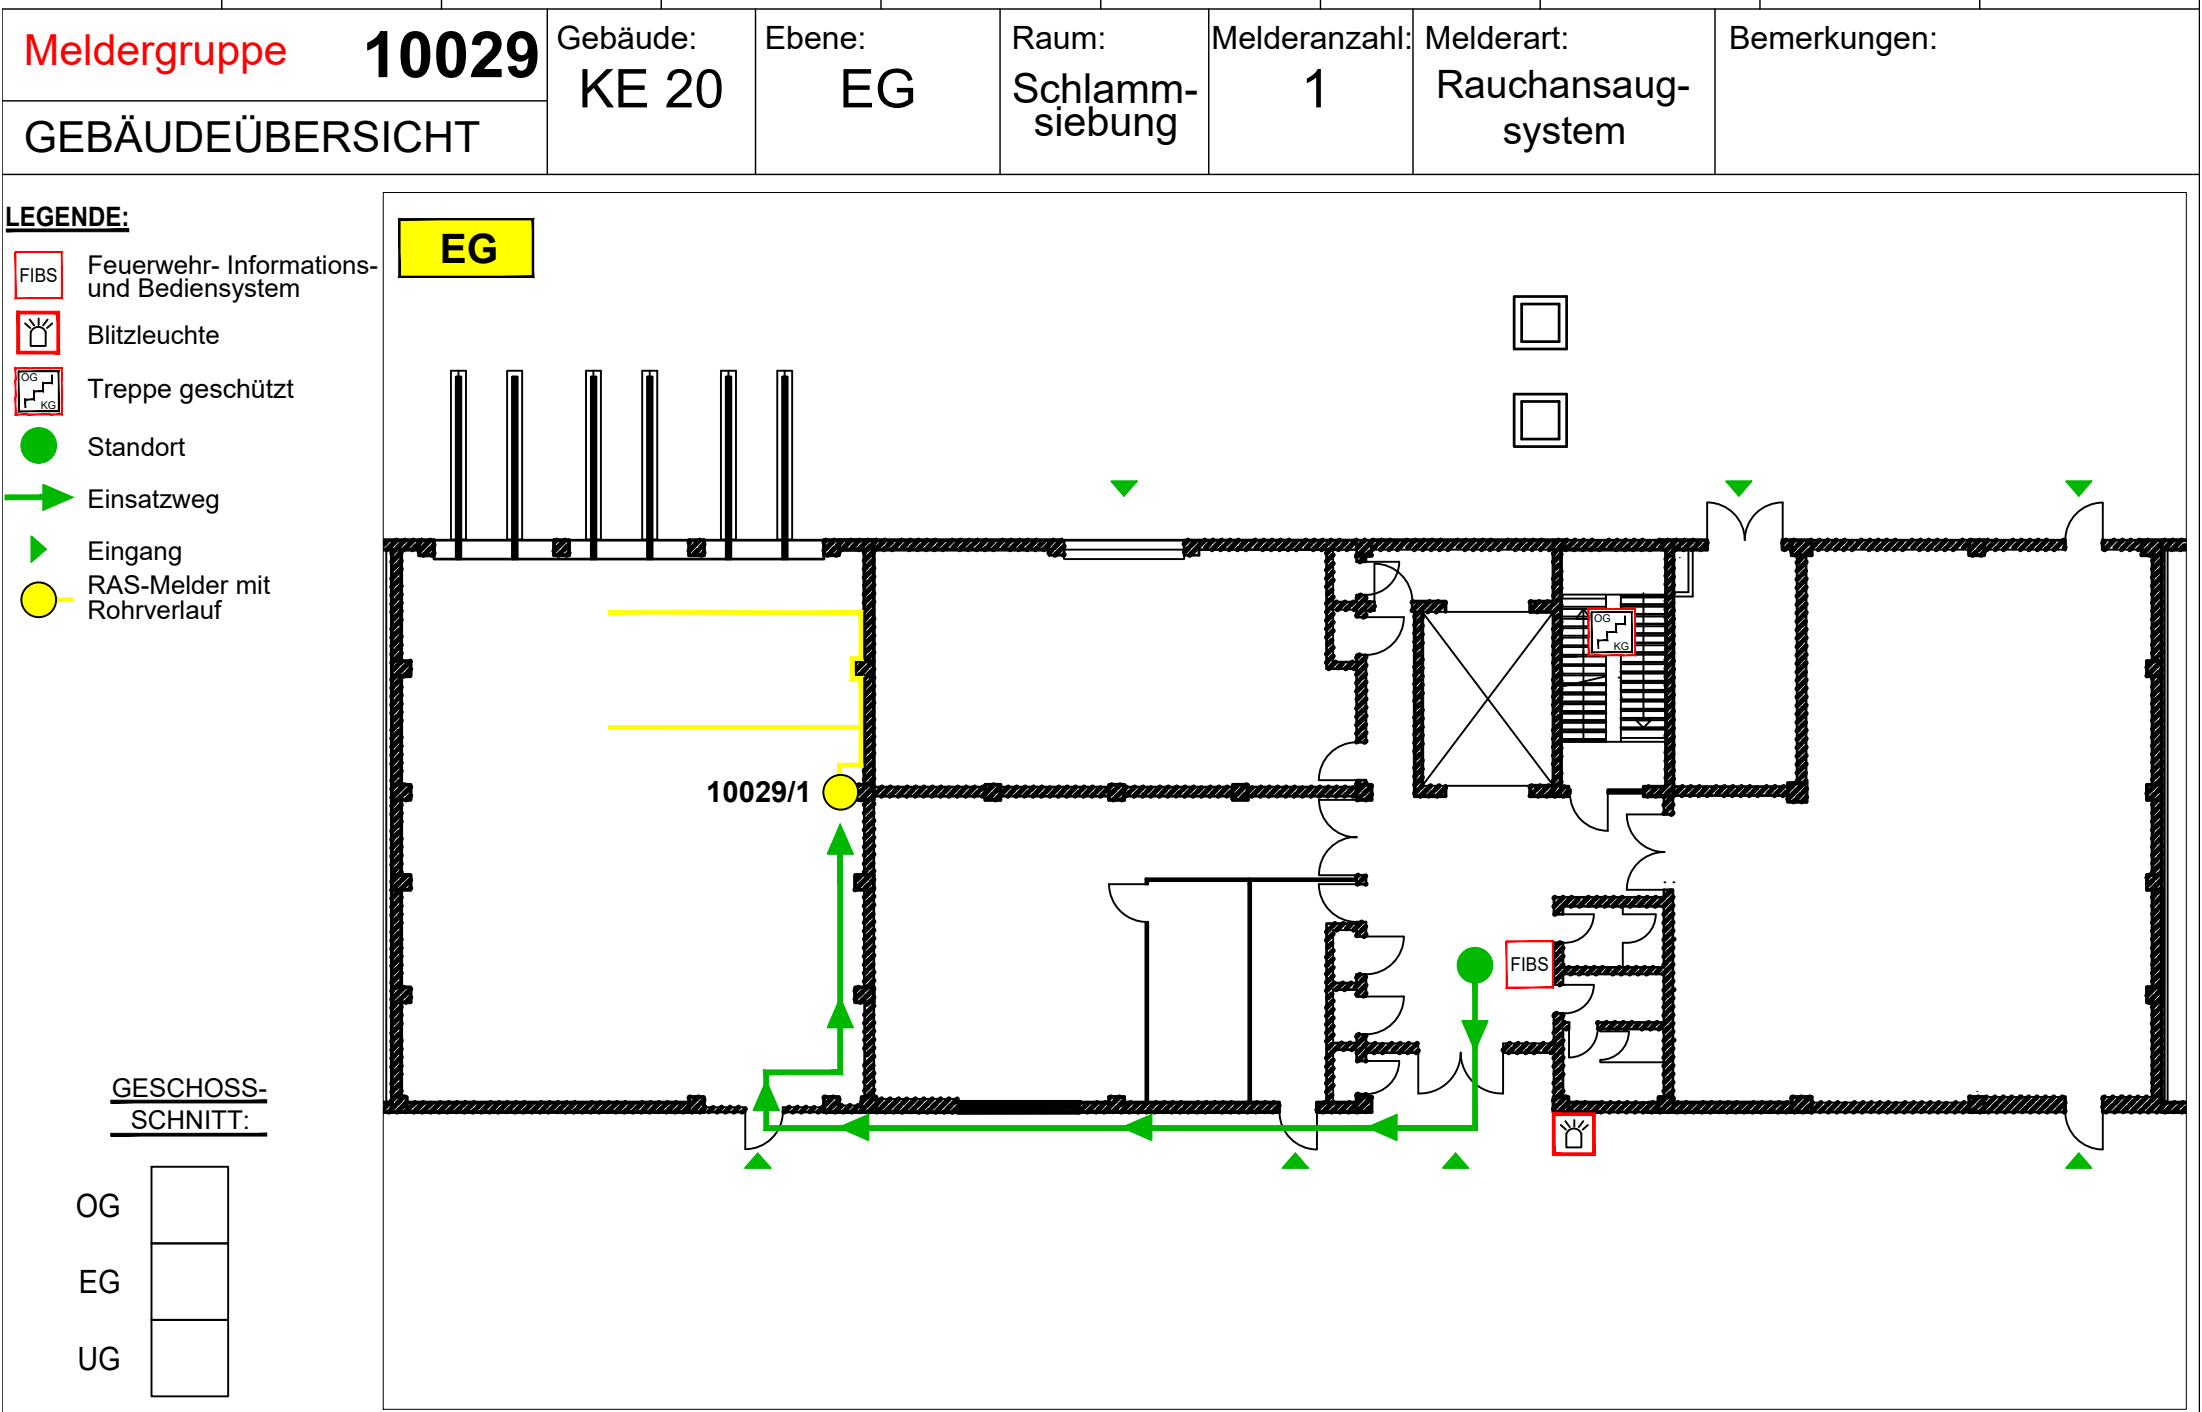 Meldergruppe 10029
GEBÄUDEÜBERSICHT
Gebäude:
KE 20
Ebene:
EG
Raum:
Schlamm-
siebung
Melderanzahl:
1
Melderart:
Rauchansaug-
system
Bemerkungen:
LEGENDE:
FIBS
Feuerwehr- Informations-
und Bediensystem
Blitzleuchte
OG
KG
Treppe geschützt
Standort
Einsatzweg
Eingang
RAS-Melder mit
Rohrverlauf
EG
OG
KG
10029/1
FIBS
GESCHOSS-
SCHNITT:
OG
EG
UG